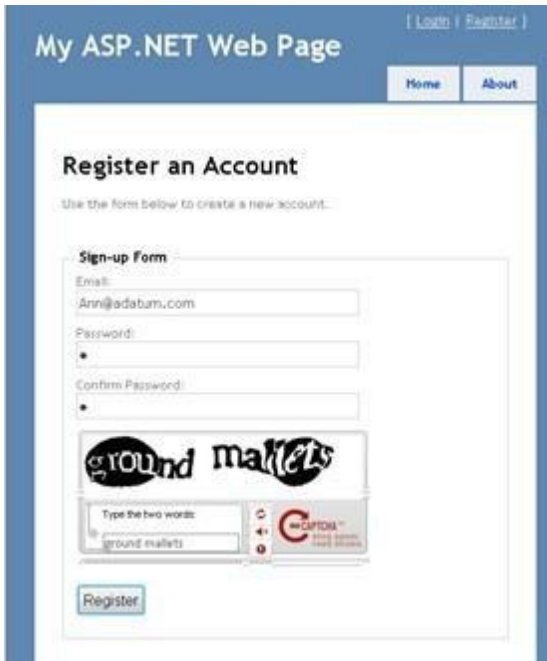 [ Login | Register ]
My ASP.NET Web Page
Home About
Register an Account
Use the form below to create a new account.
Sign-up Form
Email:
Ann@adatum.com
Password:
Confirm Password:
ground mallets
Type the two words:
ground mallets
CAPTCHA™
Register